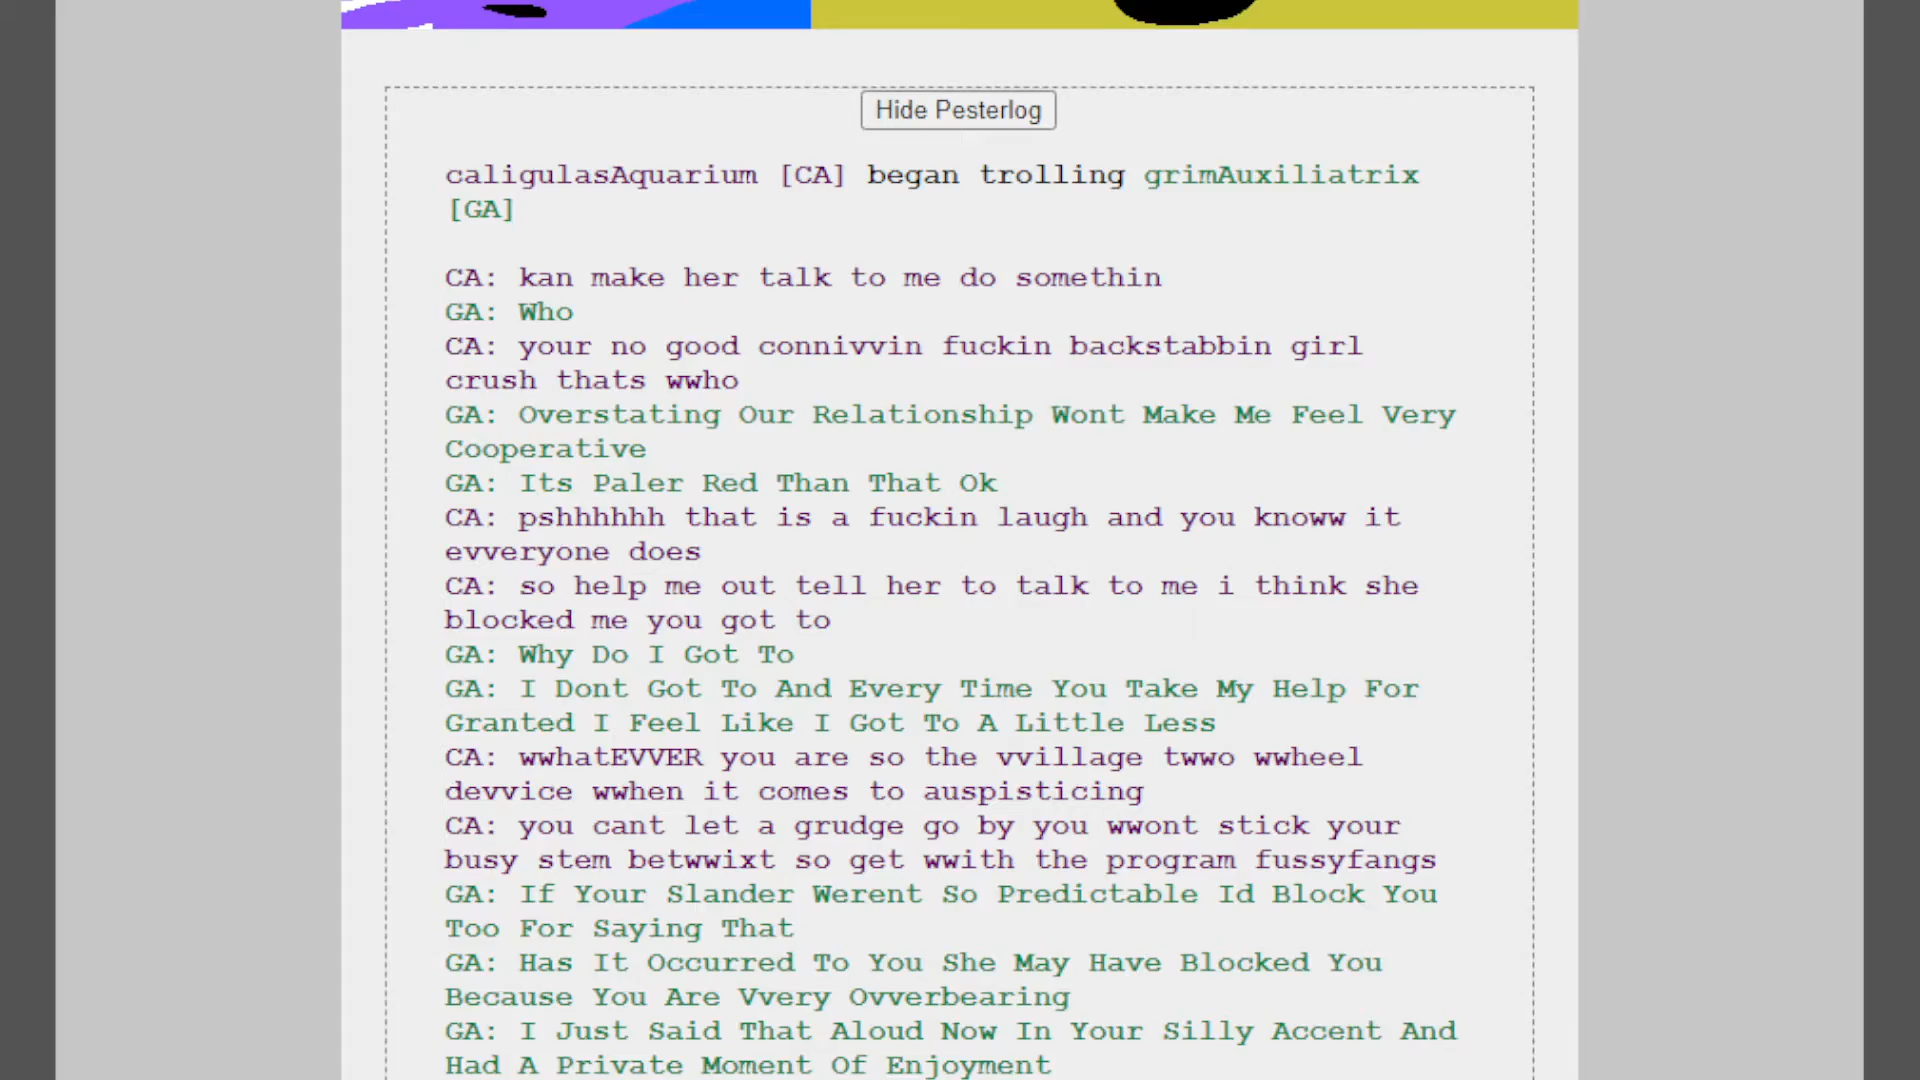 Hide Pesterlog
caligulasAquarium [CA] began trolling grimAuxiliatrix
[GA]
CA: kan make her talk to me do somethin
GA: Who
CA: your no good connivvin fuckin backstabbin girl
crush thats wwho
GA: Overstating Our Relationship Wont Make Me Feel Very
Cooperative
GA: Its Paler Red Than That Ok
CA: pshhhhhh that is a fuckin laugh and you knoww it
evveryone does
CA: so help me out tell her to talk to me i think she
blocked me you got to
GA: Why Do I Got To
GA: I Dont Got To And Every Time You Take My Help For
Granted I Feel Like I Got To A Little Less
CA: wwhatEVVER you are so the vvillage twwo wwheel
devvice wwhen it comes to auspisticing
CA: you cant let a grudge go by you wwont stick your
busy stem betwwixt so get wwith the program fussyfangs
GA: If Your Slander Werent So Predictable Id Block You
Too For Saying That
GA: Has It Occurred To You She May Have Blocked You
Because You Are Vvery Ovverbearing
GA: I Just Said That Aloud Now In Your Silly Accent And
Had A Private Moment Of Enjoyment